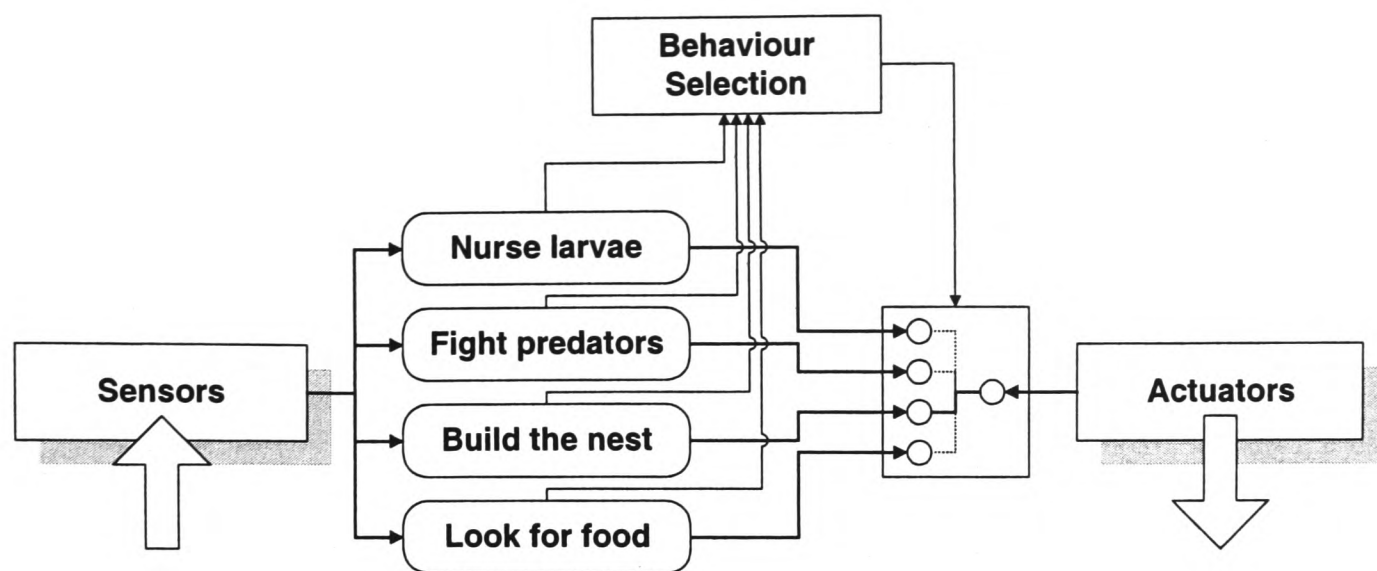 Behaviour
Selection
Nurse larvae
Fight predators
Sensors
Actuators
Build the nest
Look for food